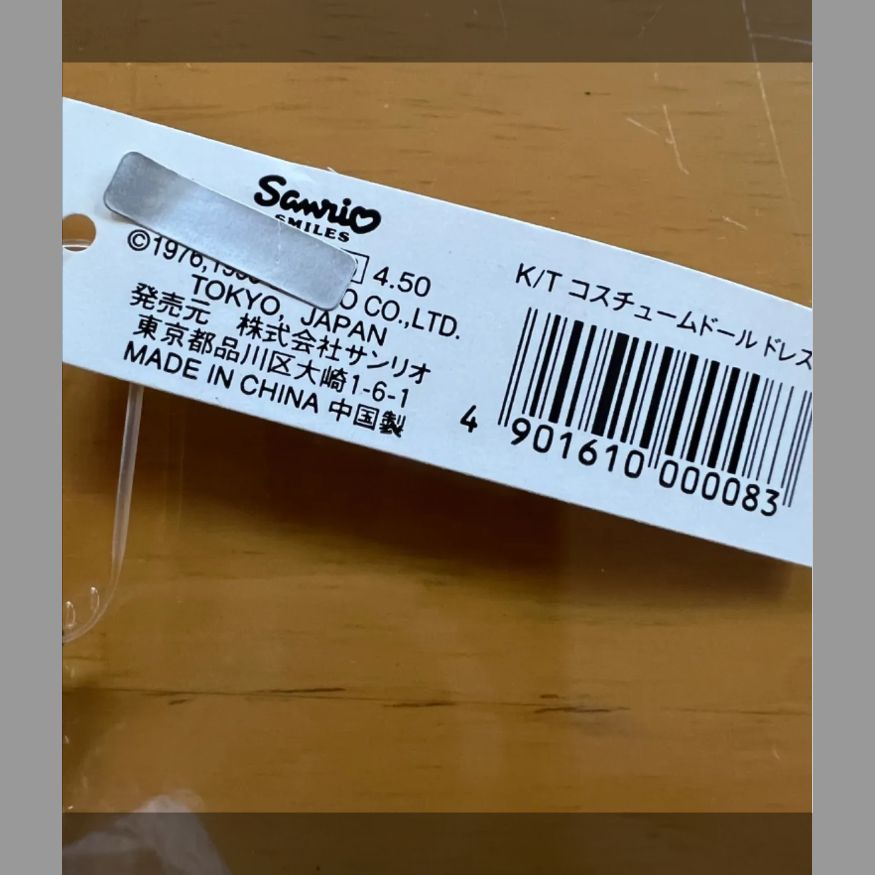 Sanrio
SMILES
©1976, 4.50
TOKYO, JAPAN CO.,LTD.
発売元 株式会社サンリオ
東京都品川区大崎1-6-1
MADE IN CHINA 中国製
K/T コスチュームドール ドレス
4 901610 000083